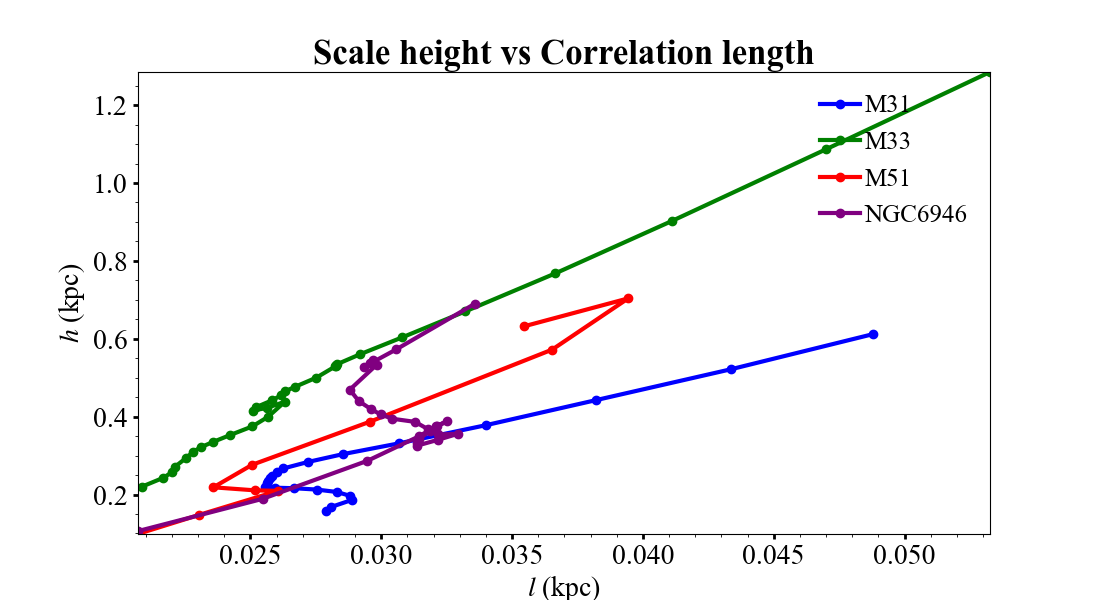 Scale height vs Correlation length
M31
M33
M51
NGC6946
1.2
1.0
0.8
0.6
0.4
0.2
h (kpc)
0.025 0.030 0.035 0.040 0.045 0.050
l (kpc)